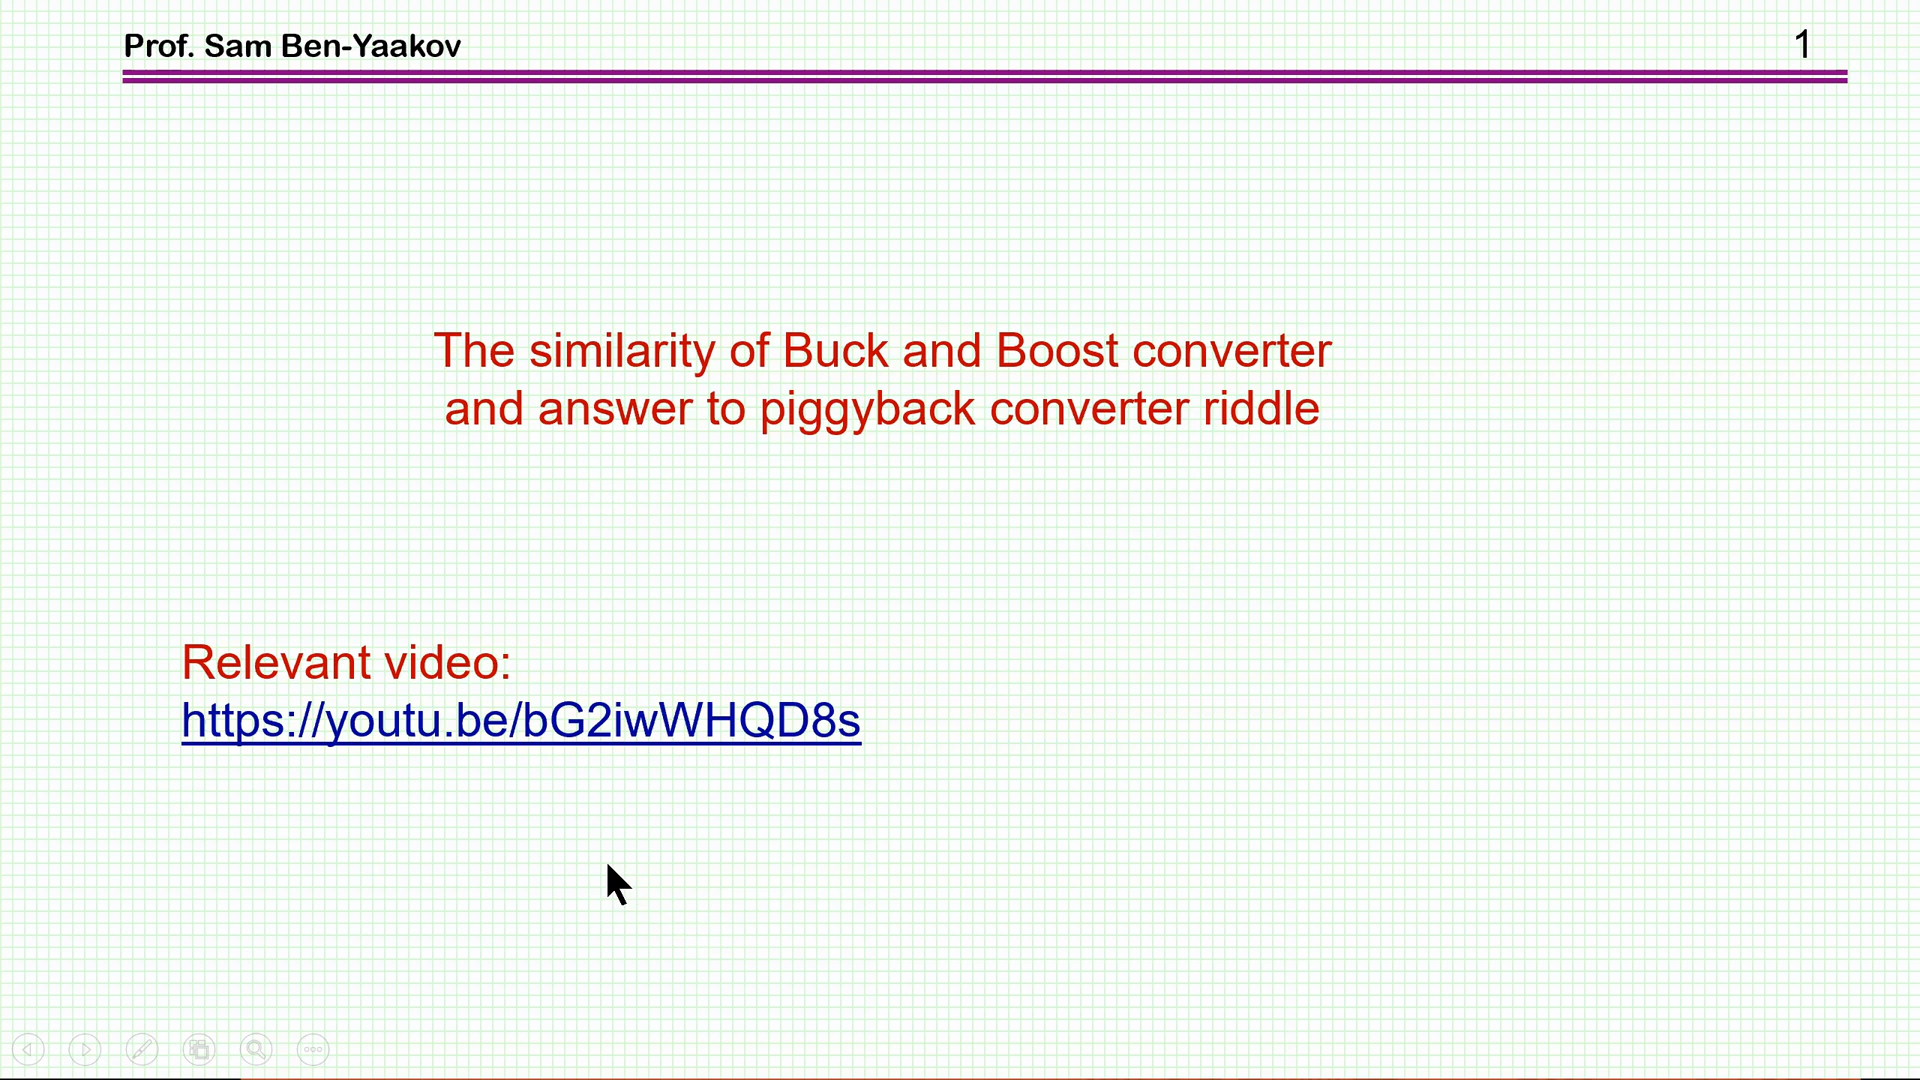 Prof. Sam Ben-Yaakov
1
The similarity of Buck and Boost converter
and answer to piggyback converter riddle
Relevant video:
https://youtu.be/bG2iwWHQD8s